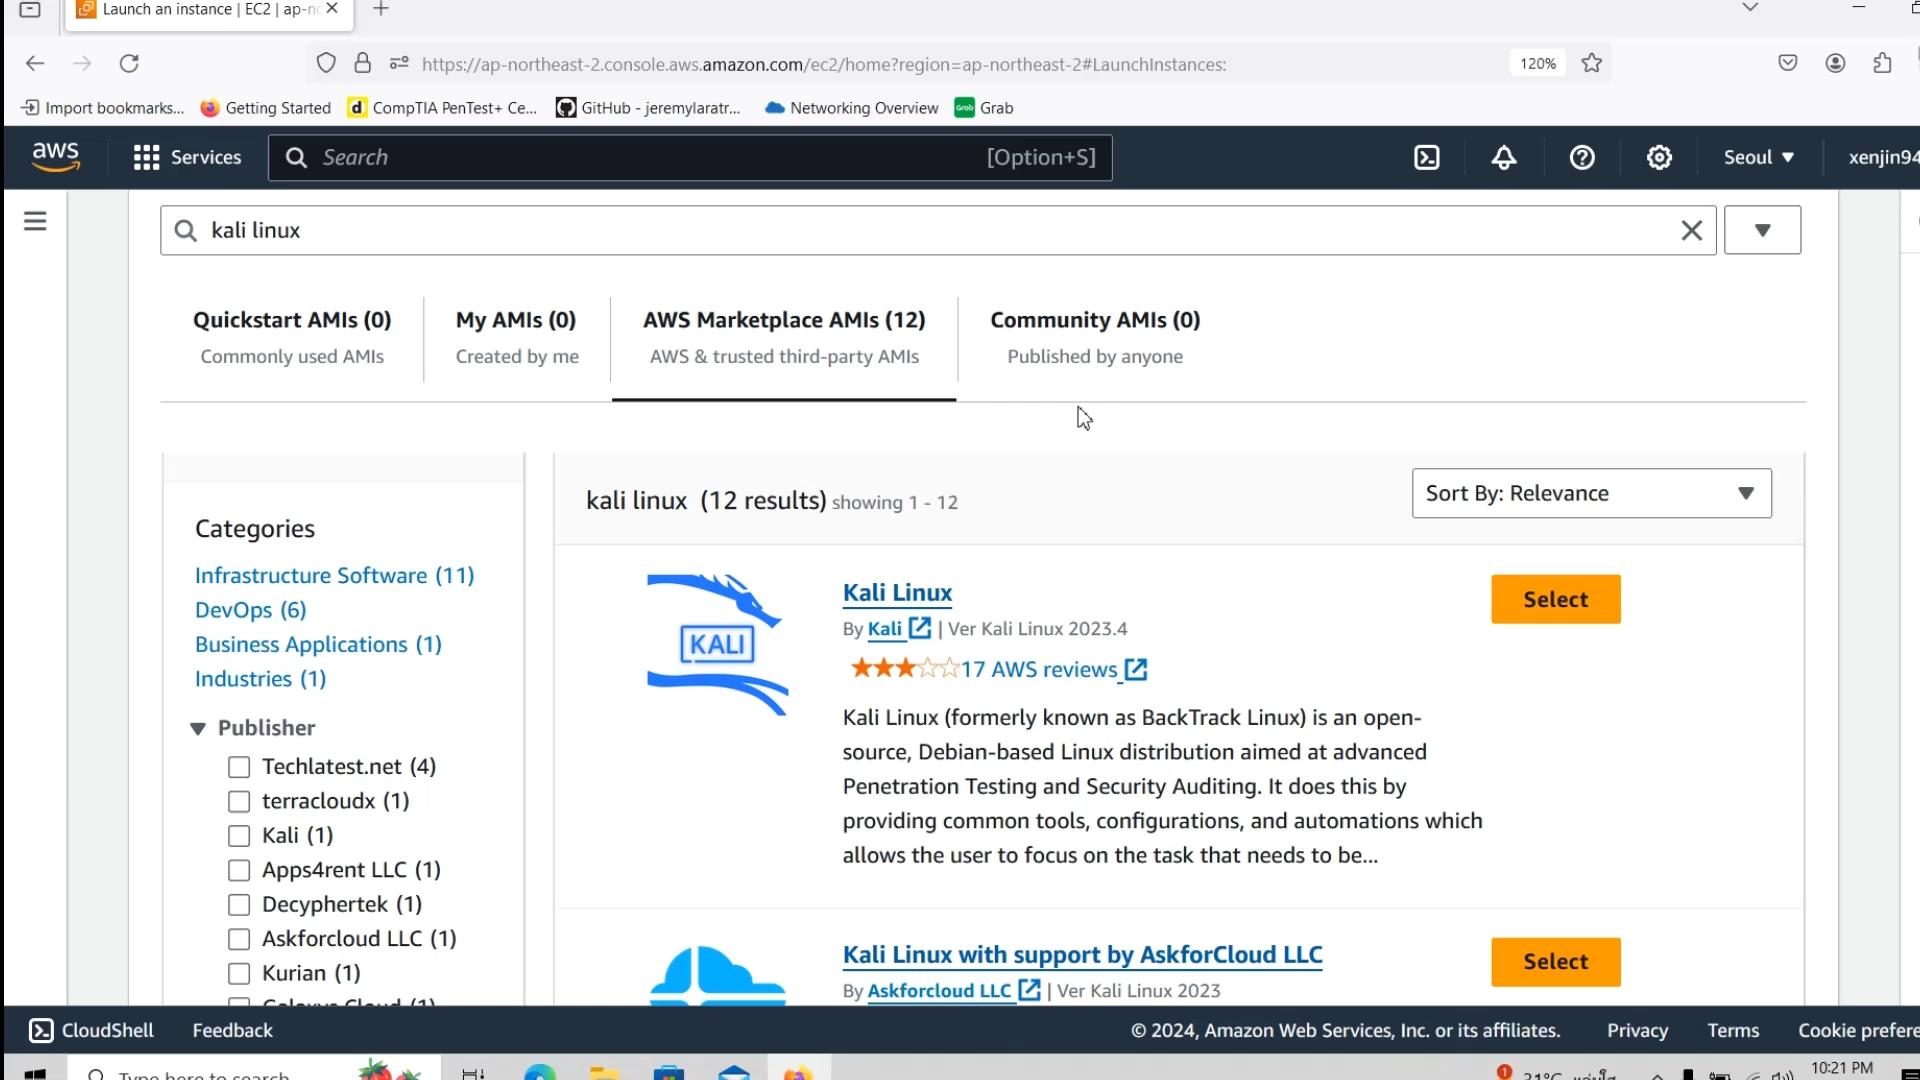 Launch an instance | EC2 | ap-nc
https://ap-northeast-2.console.aws.amazon.com/ec2/home?region=ap-northeast-2#LaunchInstances:
120%
Import bookmarks...
Getting Started
CompTIA PenTest+ Ce...
GitHub - jeremylaratr...
Networking Overview
Grab
aws
Services
Search
[Option+S]
Seoul
xenjin94
kali linux
Quickstart AMIs (0)
Commonly used AMIs
My AMIs (0)
Created by me
AWS Marketplace AMIs (12)
AWS & trusted third-party AMIs
Community AMIs (0)
Published by anyone
Categories
Infrastructure Software (11)
DevOps (6)
Business Applications (1)
Industries (1)
Publisher
Techlatest.net (4)
terracloudx (1)
Kali (1)
Apps4rent LLC (1)
Decyphertek (1)
Askforcloud LLC (1)
Kurian (1)
kali linux (12 results) showing 1 - 12
Sort By: Relevance
KALI
Kali Linux
By Kali | Ver Kali Linux 2023.4
17 AWS reviews
Select
Kali Linux (formerly known as BackTrack Linux) is an open-
source, Debian-based Linux distribution aimed at advanced
Penetration Testing and Security Auditing. It does this by
providing common tools, configurations, and automations which
allows the user to focus on the task that needs to be...
Kali Linux with support by AskforCloud LLC
By Askforcloud LLC | Ver Kali Linux 2023
Select
CloudShell
Feedback
© 2024, Amazon Web Services, Inc. or its affiliates.
Privacy
Terms
Cookie prefere
Type here to search
1
31°C
10:21 PM